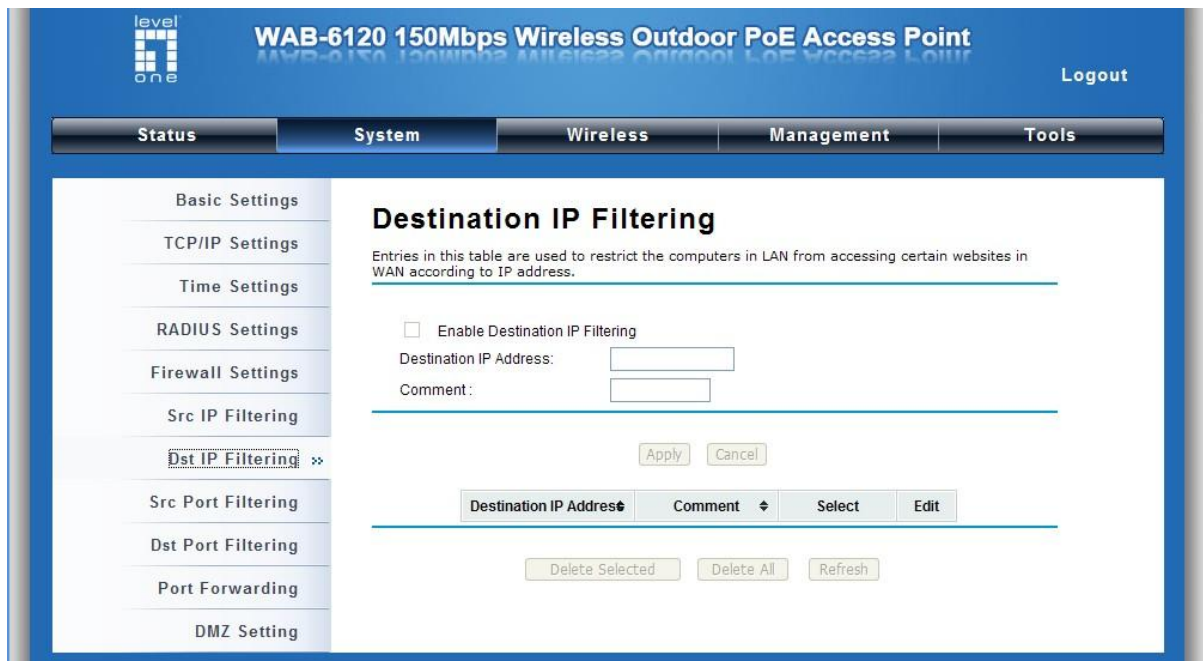 level
one
WAB-6120 150Mbps Wireless Outdoor PoE Access Point
Logout
Status
System
Wireless
Management
Tools
Basic Settings
TCP/IP Settings
Time Settings
RADIUS Settings
Firewall Settings
Src IP Filtering
Dst IP Filtering »
Src Port Filtering
Dst Port Filtering
Port Forwarding
DMZ Setting
Destination IP Filtering
Entries in this table are used to restrict the computers in LAN from accessing certain websites in
WAN according to IP address.
Enable Destination IP Filtering
Destination IP Address:
Comment :
Apply
Cancel
Destination IP Address
Comment
Select
Edit
Delete Selected
Delete All
Refresh